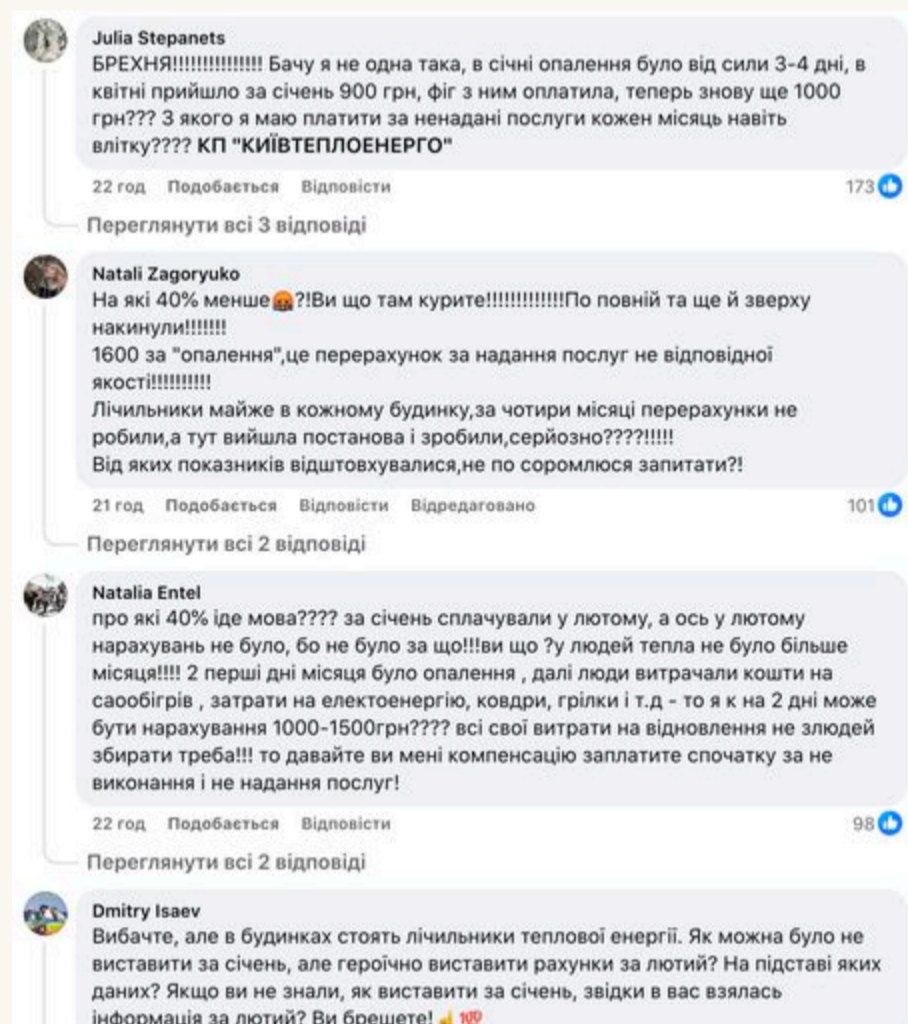 Julia Stepanets
БРЕХНЯ!!!!!!!!!!!!!!! Бачу я не одна така, в січні опалення було від сили 3-4 дні, в
квітні прийшло за січень 900 грн, фіг з ним оплатила, теперь знову ще 1000
грн??? З якого я маю платити за ненадані послуги кожен місяць навіть
влітку???? КП "КИЇВТЕПЛОЕНЕРГО"
22 год Подобається Відповісти 173
Переглянути всі 3 відповіді
Natali Zagoryuko
На які 40% менше🤬?!Ви що там курите!!!!!!!!!!!!!По повній та ще й зверху
накинули!!!!!!!
1600 за "опалення",це перерахунок за надання послуг не відповідної
якості!!!!!!!!!!
Лічильники майже в кожному будинку,за чотири місяці перерахунки не
робили,а тут вийшла постанова і зробили,серйозно????!!!!!
Від яких показників відштовхувалися,не по соромлюся запитати?!
21 год Подобається Відповісти Відредаговано 101
Переглянути всі 2 відповіді
Natalia Entel
про які 40% іде мова???? за січень сплачували у лютому, а ось у лютому
нарахувань не було, бо не було за що!!!ви що ?у людей тепла не було більше
місяця!!!! 2 перші дні місяця було опалення , далі люди витрачали кошти на
саообігрів , затрати на електоенергію, ковдри, грілки і т.д - то я к на 2 дні може
бути нарахування 1000-1500грн???? всі свої витрати на відновлення не злюдей
збирати треба!!! то давайте ви мені компенсацію заплатите спочатку за не
виконання і не надання послуг!
22 год Подобається Відповісти 98
Переглянути всі 2 відповіді
Dmitry Isaev
Вибачте, але в будинках стоять лічильники теплової енергії. Як можна було не
виставити за січень, але героїчно виставити рахунки за лютий? На підставі яких
даних? Якщо ви не знали, як виставити за січень, звідки в вас взялась
інформація за лютий? Ви брешете!☝️💯